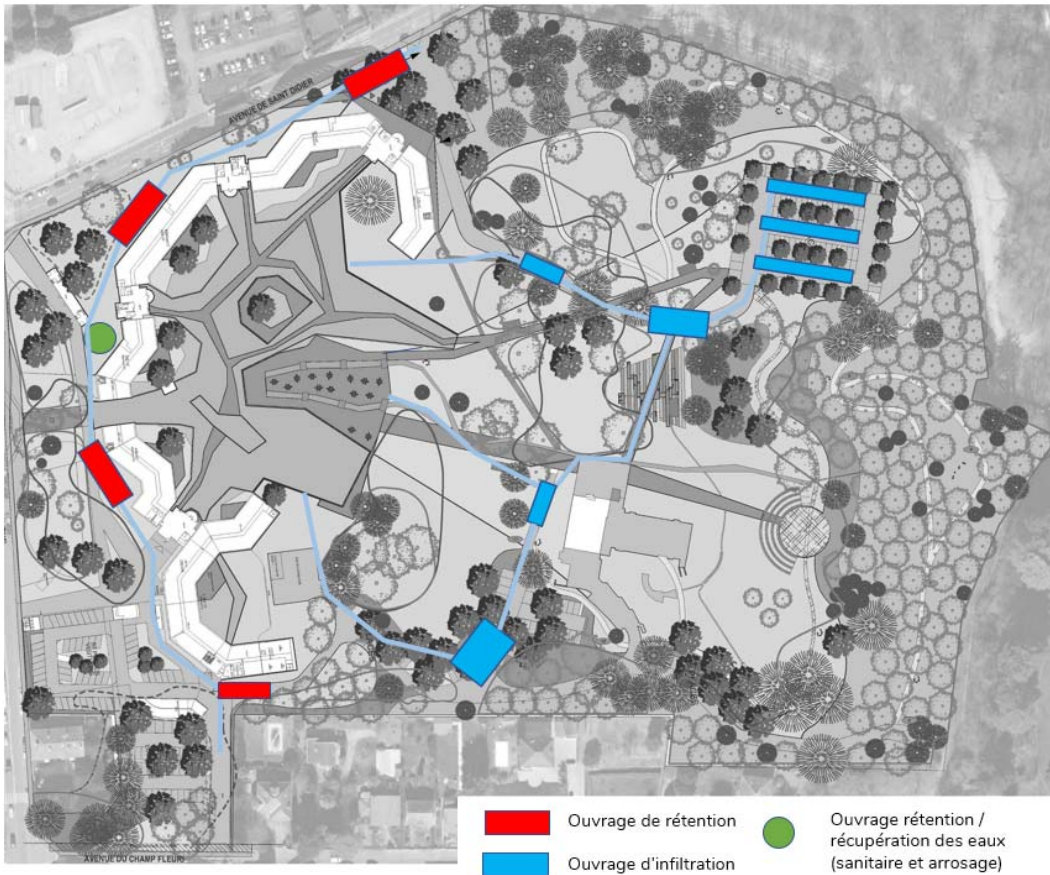 AVENUE DE SAINT DIDIER
AVENUE DU CHAMP FLEURI
Ouvrage de rétention
Ouvrage d'infiltration
Ouvrage rétention /
récupération des eaux
(sanitaire et arrosage)